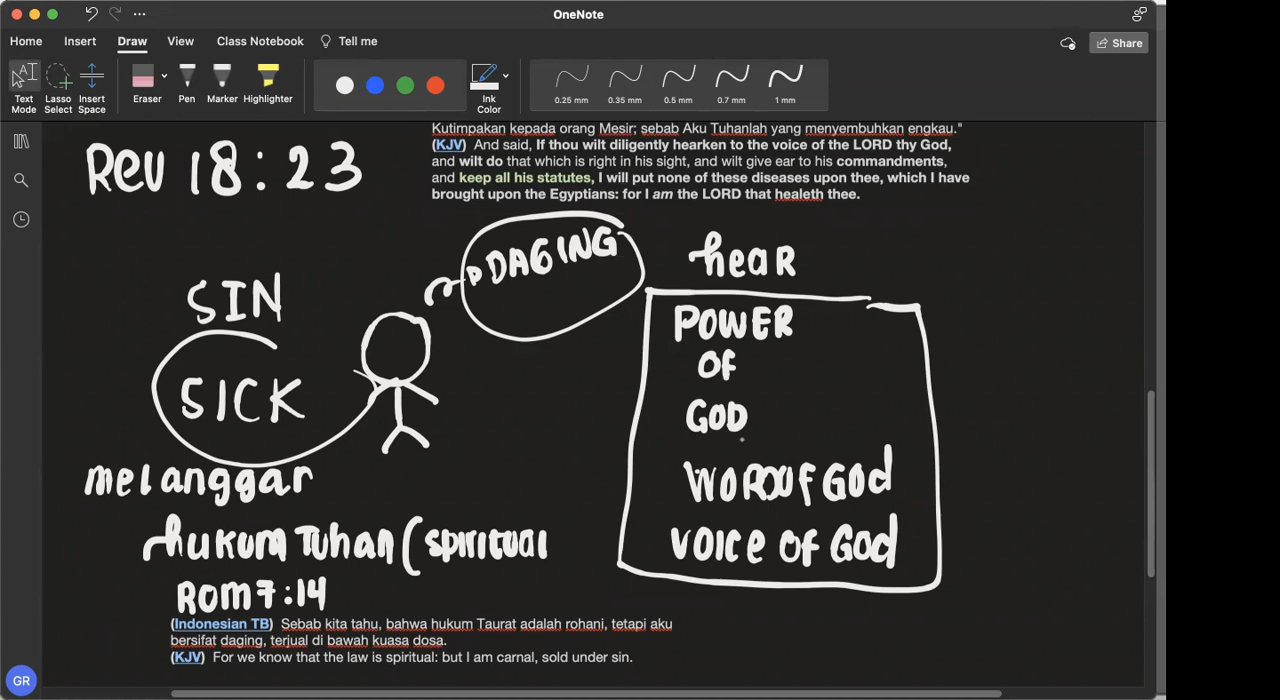 OneNote
Home Insert Draw View Class Notebook Tell me
Share
Text Mode
Lasso Select
Insert Space
Eraser
Pen
Marker
Highlighter
Ink Color
0.25 mm 0.35 mm 0.5 mm 0.7 mm 1 mm
Kutimpakan kepada orang Mesir; sebab Aku Tuhanlah yang menyembuhkan engkau."
(KJV) And said, If thou wilt diligently hearken to the voice of the LORD thy God,
and wilt do that which is right in his sight, and wilt give ear to his commandments,
and keep all his statutes, I will put none of these diseases upon thee, which I have
brought upon the Egyptians: for I am the LORD that healeth thee.
Rev 18:23
DAGING
hear
SIN
SICK
POWER
OF
GOD
WORD OF GOD
VOICE OF GOD
melanggar
hukum Tuhan (spiritual
Rom 7:14
(Indonesian TB) Sebab kita tahu, bahwa hukum Taurat adalah rohani, tetapi aku
bersifat daging, terjual di bawah kuasa dosa.
(KJV) For we know that the law is spiritual: but I am carnal, sold under sin.
GR